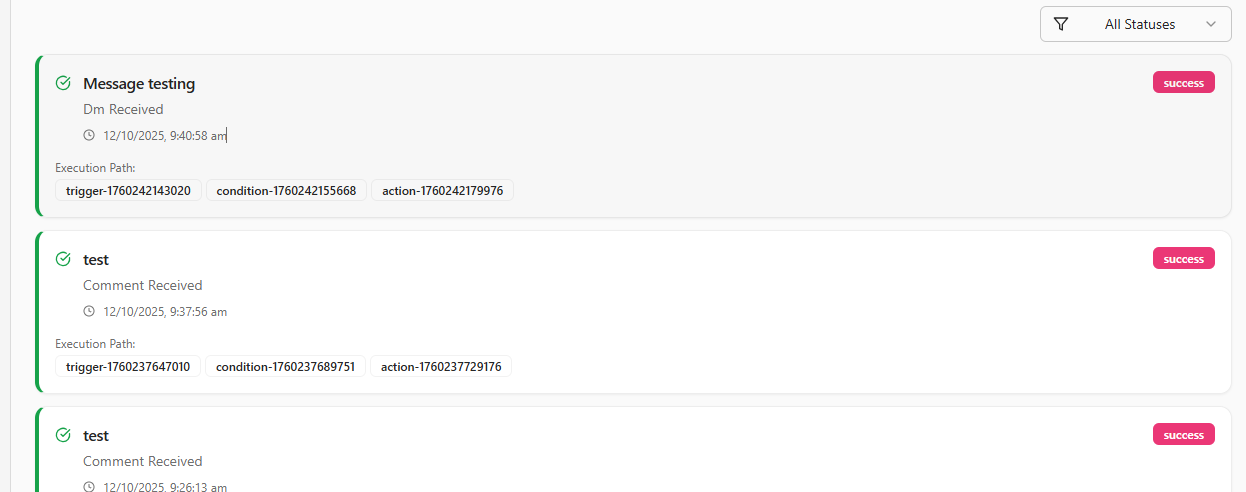 All Statuses
Message testing
success
Dm Received
12/10/2025, 9:40:58 am
Execution Path:
trigger-1760242143020 condition-1760242155668 action-1760242179976
test
success
Comment Received
12/10/2025, 9:37:56 am
Execution Path:
trigger-1760237647010 condition-1760237689751 action-1760237729176
test
success
Comment Received
12/10/2025, 9:26:13 am